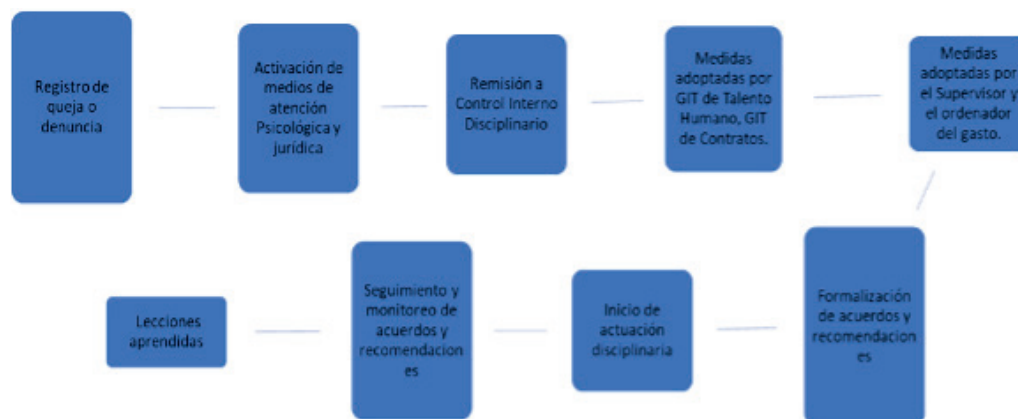 Registro de
queja o
denuncia
Activación de
medios de
atención
Psicológica y
jurídica
Remisión a
Control Interno
Disciplinario
Medidas
adoptadas por
GIT de Talento
Humano, GIT
de Contratos.
Medidas
adoptadas por
el Supervisor y
el ordenador
del gasto.
Formalización
de acuerdos y
recomendacion
es
Inicio de
actuación
disciplinaria
Seguimiento y
monitoreo de
acuerdos y
recomendacion
es
Lecciones
aprendidas